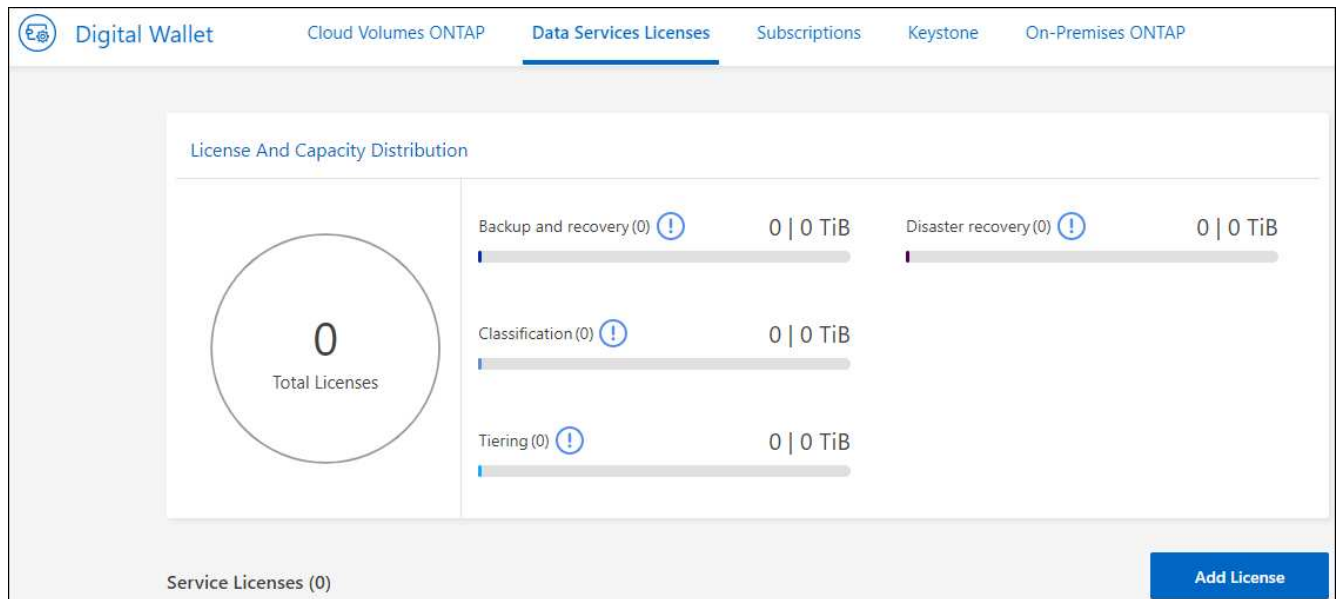 Digital Wallet Cloud Volumes ONTAP Data Services Licenses Subscriptions Keystone On-Premises ONTAP
License And Capacity Distribution
Backup and recovery (0) 0 | 0 TiB Disaster recovery (0) 0 | 0 TiB
0
Total Licenses
Classification (0) 0 | 0 TiB
Tiering (0) 0 | 0 TiB
Service Licenses (0) Add License